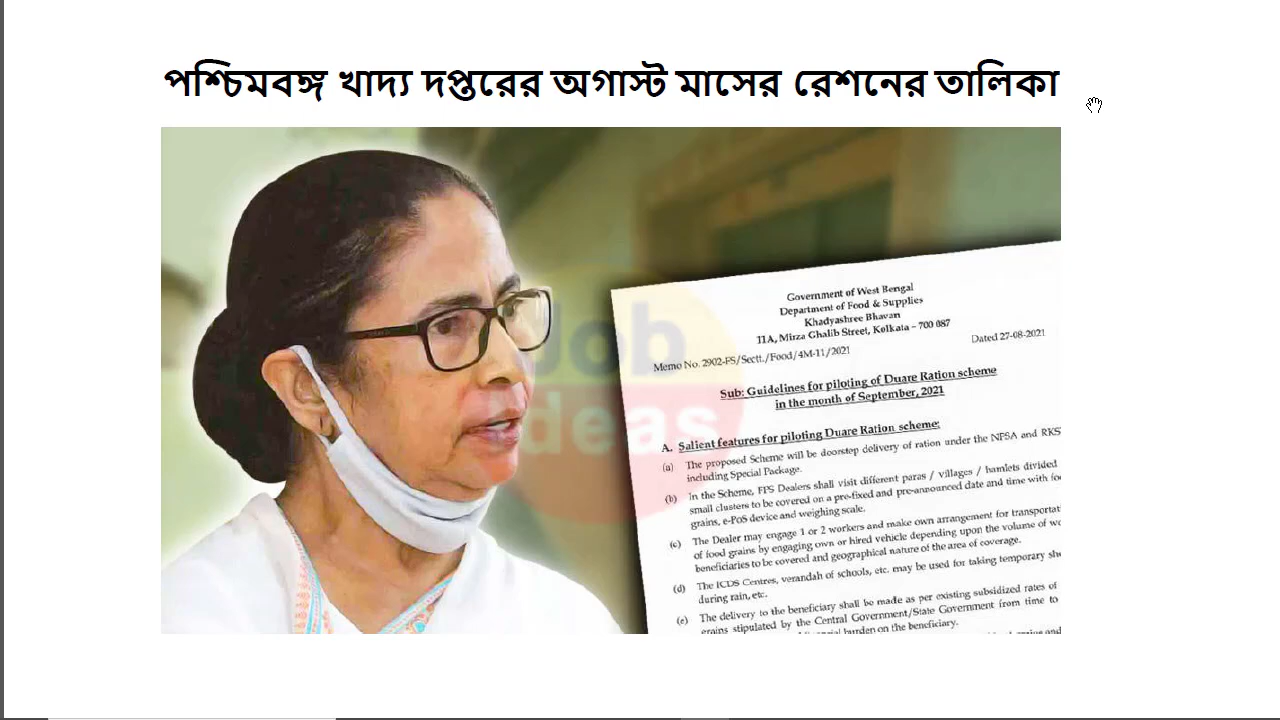 পশ্চিমবঙ্গ খাদ্য দপ্তরের অগাস্ট মাসের রেশনের তালিকা
Job
Ideas
Government of West Bengal
Department of Food & Supplies
Khadyashree Bhavan
11A, Mirza Ghalib Street, Kolkata – 700 087
Memo No. 2902-FS/Sectt./Food/4M-11/2021 Dated 27-08-2021
Sub: Guidelines for piloting of Duare Ration scheme
in the month of September, 2021
A. Salient features for piloting Duare Ration scheme:
(a) The proposed Scheme will be doorstep delivery of ration under the NFSA and RKS
including Special Package.
(b) In the Scheme, FPS Dealers shall visit different paras / villages / hamlets divided
small clusters to be covered on a pre-fixed and pre-announced date and time with
grains, e-PoS device and weighing scale.
(c) The Dealer may engage 1 or 2 workers and make own arrangement for
of food grains by engaging own or hired vehicle depending upon the volume of
beneficiaries to be covered and geographical nature of the area of coverage.
(d) The ICDS Centres, verandah of schools, etc. may be used for taking temporary
during rain, etc.
(e) The delivery to the beneficiary shall be made as per existing subsidized rates of
grains stipulated by the Central Government/State Government from time to
burden on the beneficiary.